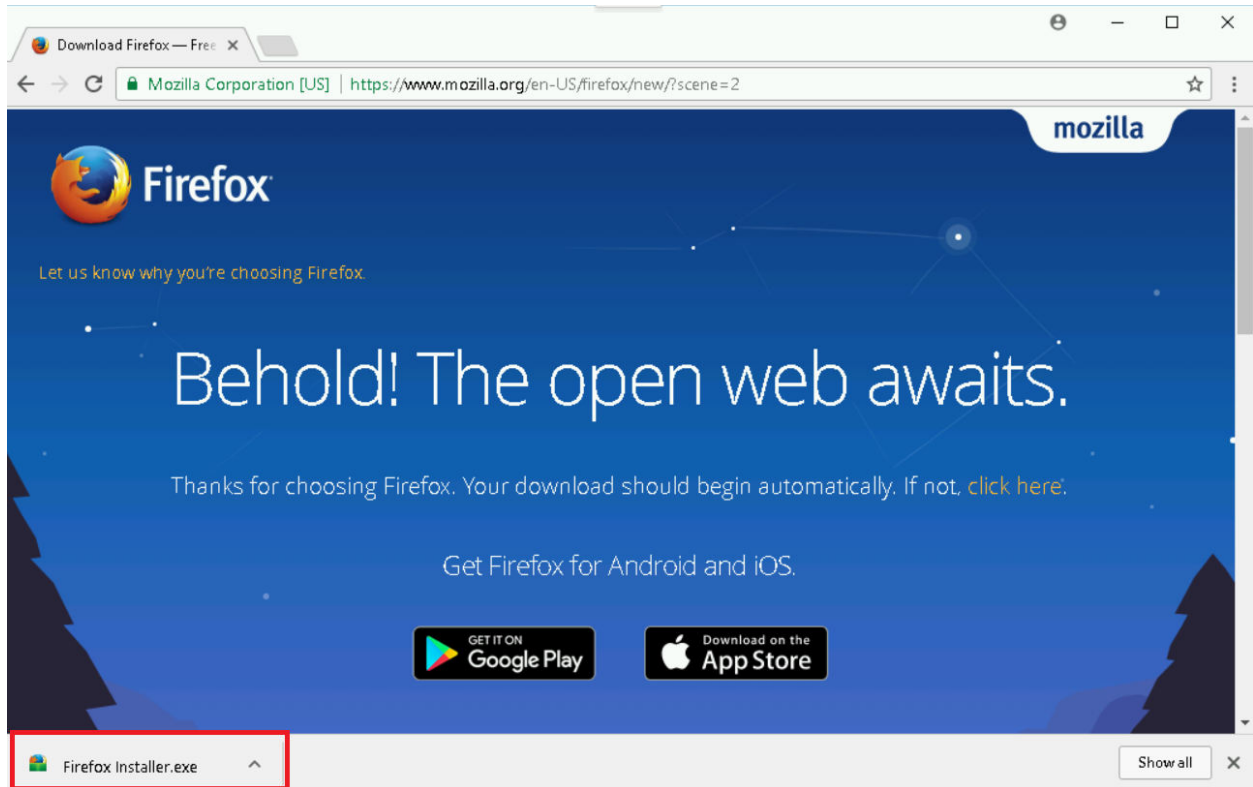 Download Firefox — Free
Mozilla Corporation [US] | https://www.mozilla.org/en-US/firefox/new/?scene=2
mozilla
Firefox
Let us know why you're choosing Firefox.
Behold! The open web awaits.
Thanks for choosing Firefox. Your download should begin automatically. If not, click here.
Get Firefox for Android and iOS.
GET IT ON
Google Play
Download on the
App Store
Firefox Installer.exe
Show all